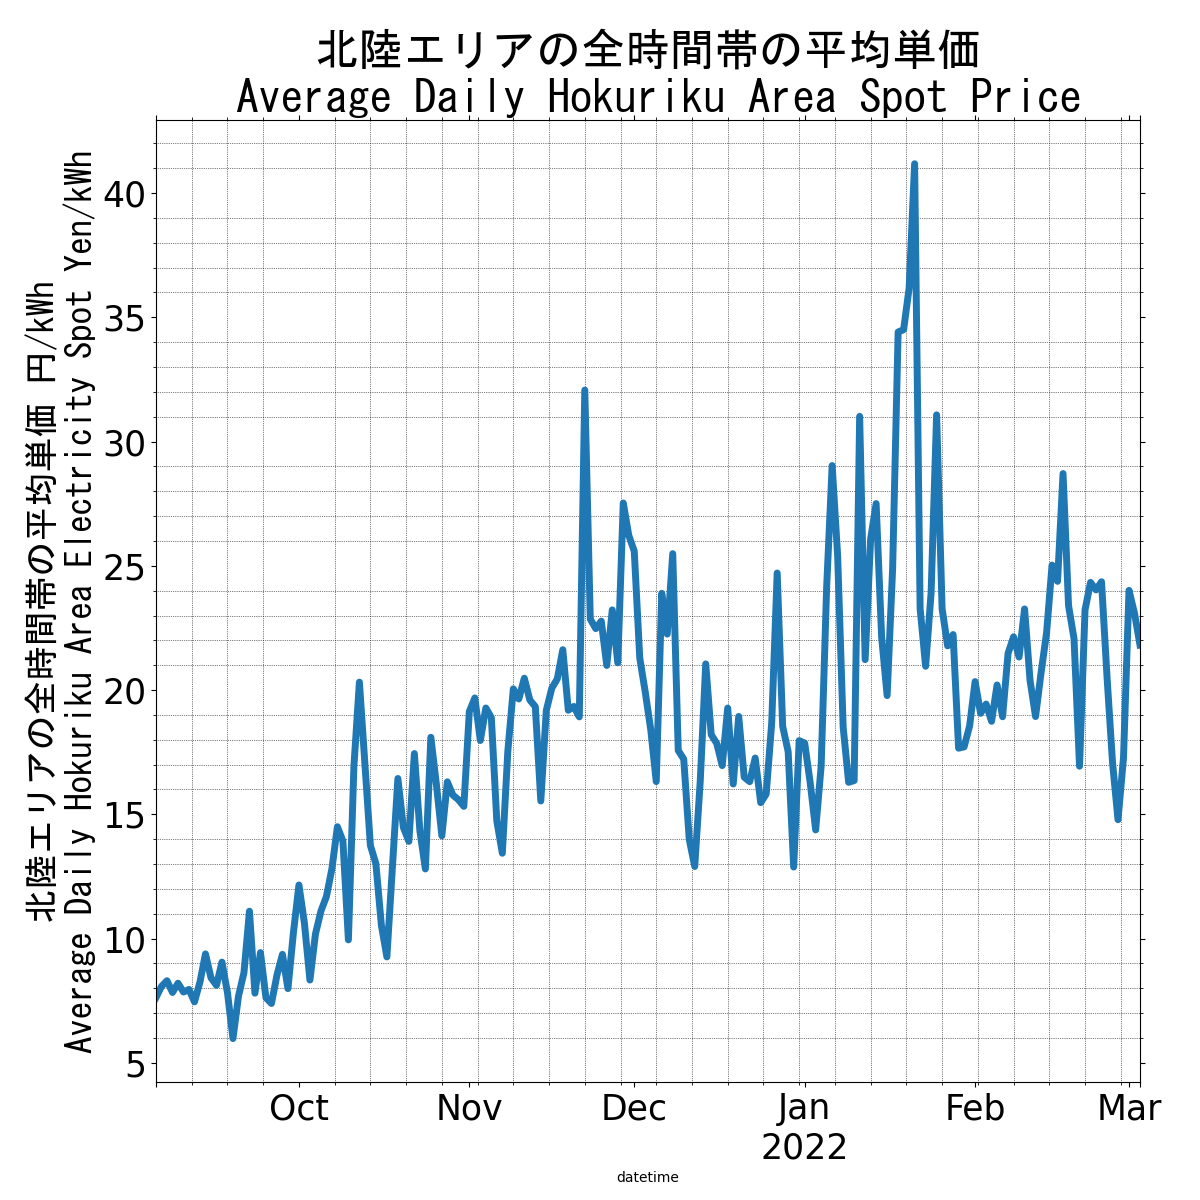 北陸エリアの全時間帯の平均単価
Average Daily Hokuriku Area Spot Price
北陸エリアの全時間帯の平均単価 円/kWh
Average Daily Hokuriku Area Electricity Spot Yen/kWh
40
35
30
25
20
15
10
5
Oct
Nov
Dec
Jan
2022
Feb
Mar
datetime